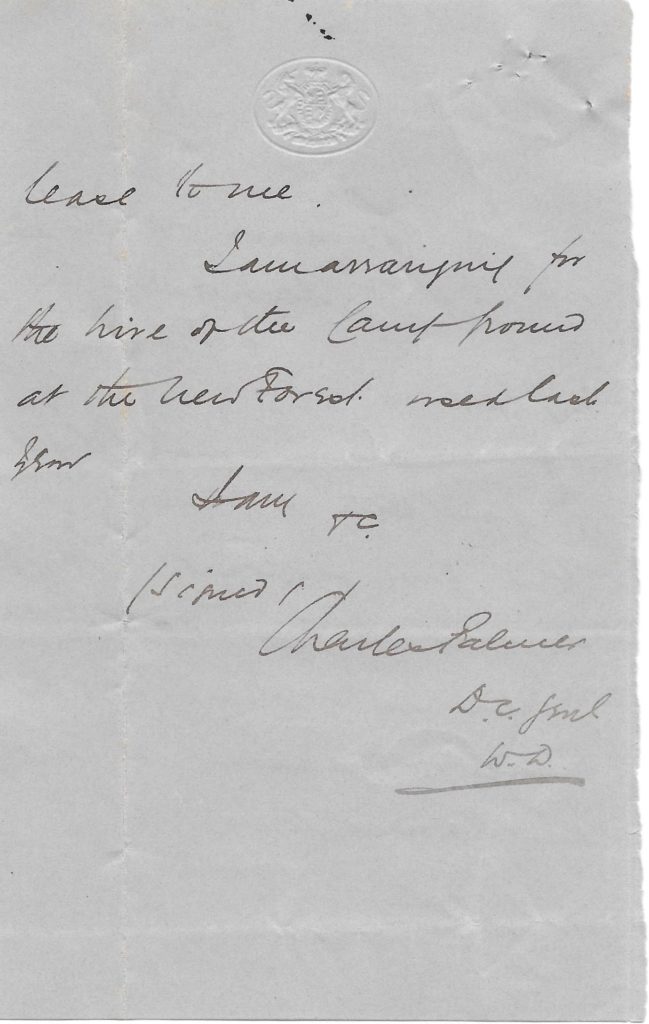 lease to me.
I am arranging for
the hire of the Camp Ground
at the New Forest used last
year
I am
&c.
(signed)
Charles Palmer
D.C. Genl
W.D.